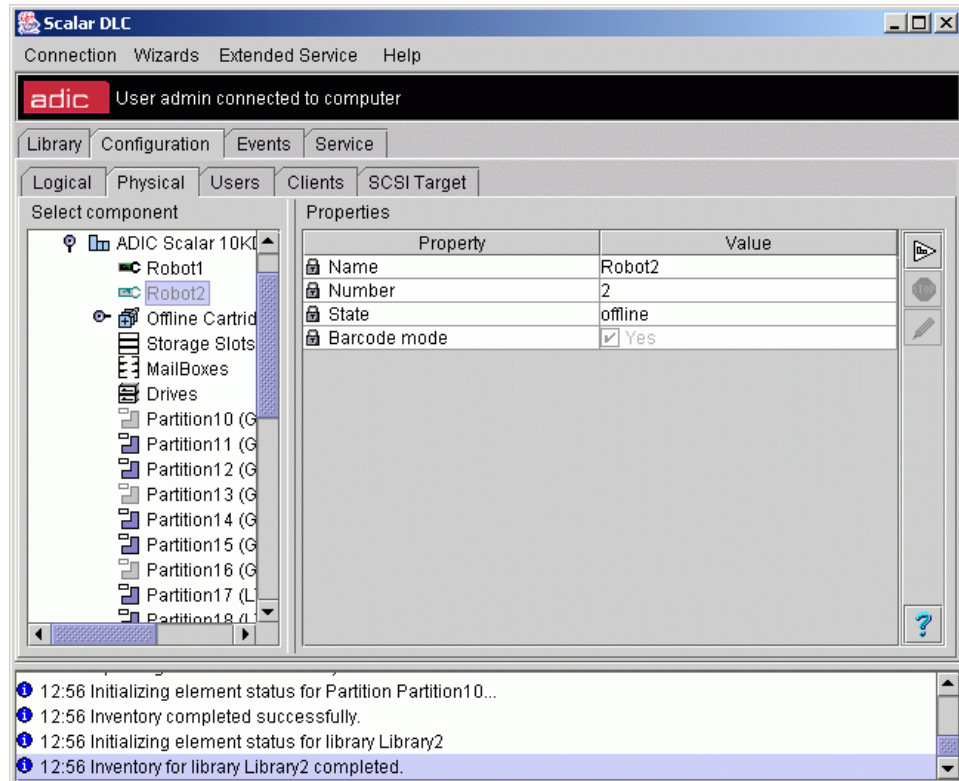 Scalar DLC
Connection Wizards Extended Service Help
adic User admin connected to computer
Library Configuration Events Service
Logical Physical Users Clients SCSI Target
Select component
ADIC Scalar 10K
Robot1
Robot2
Offline Cartrid
Storage Slots
MailBoxes
Drives
Partition10 (G
Partition11 (G
Partition12 (G
Partition13 (G
Partition14 (G
Partition15 (G
Partition16 (G
Partition17 (L
Partition18 (L
Properties
Property Value
Name Robot2
Number 2
State offline
Barcode mode Yes
STOP
?
12:56 Initializing element status for Partition Partition10...
12:56 Inventory completed successfully.
12:56 Initializing element status for library Library2
12:56 Inventory for library Library2 completed.